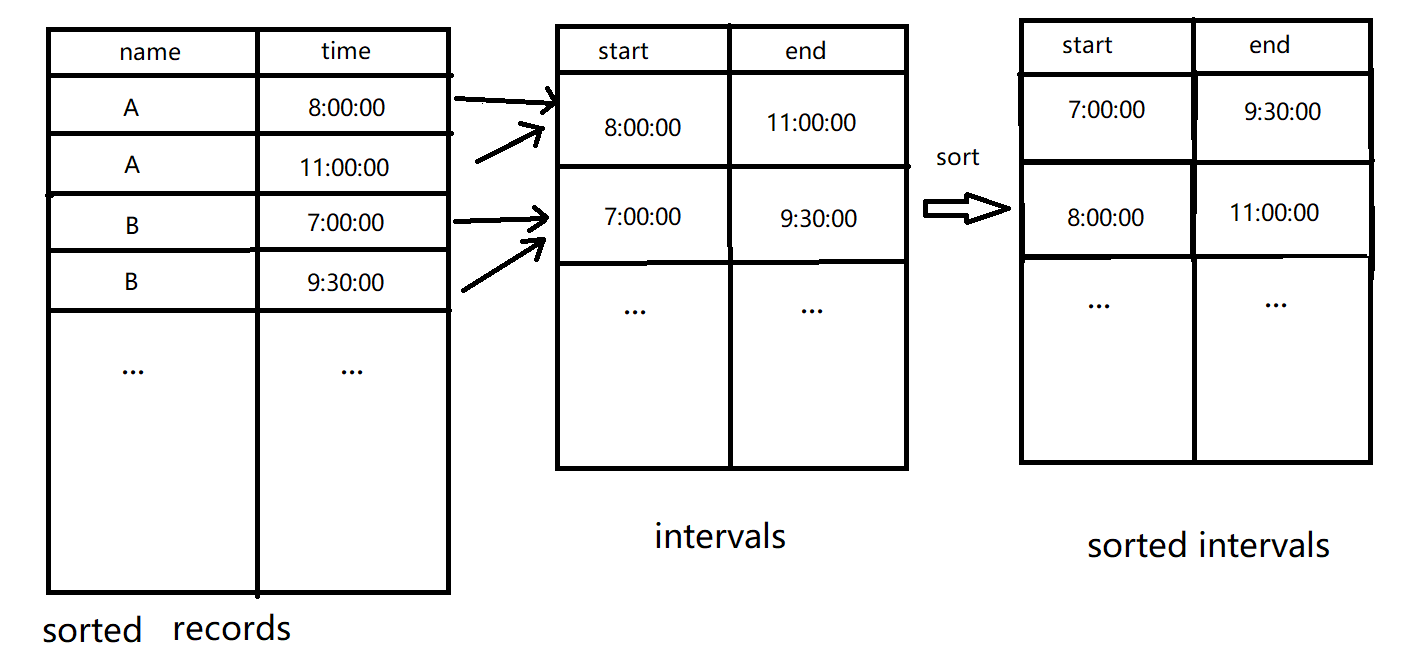 name time
A 8:00:00
A 11:00:00
B 7:00:00
B 9:30:00
... ...
sorted records
start end
8:00:00 11:00:00
7:00:00 9:30:00
... ...
intervals
sort
start end
7:00:00 9:30:00
8:00:00 11:00:00
... ...
sorted intervals